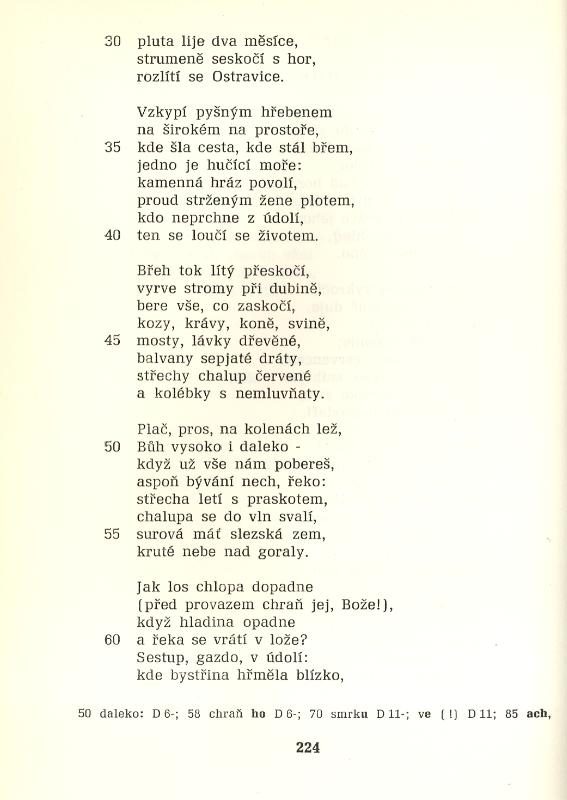 30 pluta lije dva měsíce,
strumeně seskočí s hor,
rozlítí se Ostravice.
Vzkypí pyšným hřebenem
na širokém na prostoře,
35 kde šla cesta, kde stál břem,
jedno je hučící moře:
kamenná hráz povolí,
proud strženým žene plotem,
kdo neprchne z údolí,
40 ten se loučí se životem.
Břeh tok lítý přeskočí,
vyrve stromy při dubině,
bere vše, co zaskočí,
kozy, krávy, koně, svině,
45 mosty, lávky dřevěné,
balvany sepjaté dráty,
střechy chalup červené
a kolébky s nemluvňaty.
Plač, pros, na kolenách lež,
50 Bůh vysoko i daleko -
když už vše nám pobereš,
aspoň bývání nech, řeko:
střecha letí s praskotem,
chalupa se do vln svalí,
55 surová máť slezská zem,
kruté nebe nad goraly.
Jak los chlopa dopadne
(před provazem chraň jej, Bože!),
když hladina opadne
60 a řeka se vrátí v lože?
Sestup, gazdo, v údolí:
kde bystřina hřměla blízko,
50 daleko: D 6-; 58 chraň ho D 6-; 70 smrku D 11-; ve (!) D 11; 85 ach,
224